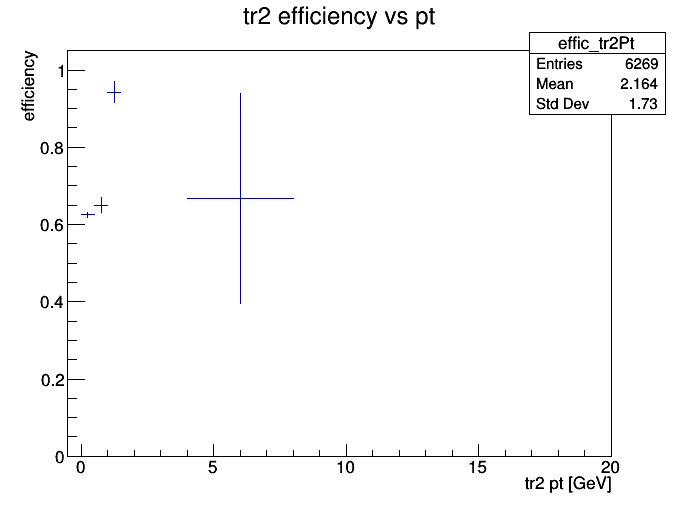 tr2 efficiency vs pt
effic_tr2Pt
Entries 6269
Mean 2.164
Std Dev 1.73
efficiency
1
0.8
0.6
0.4
0.2
0
0 5 10 15 20
tr2 pt [GeV]